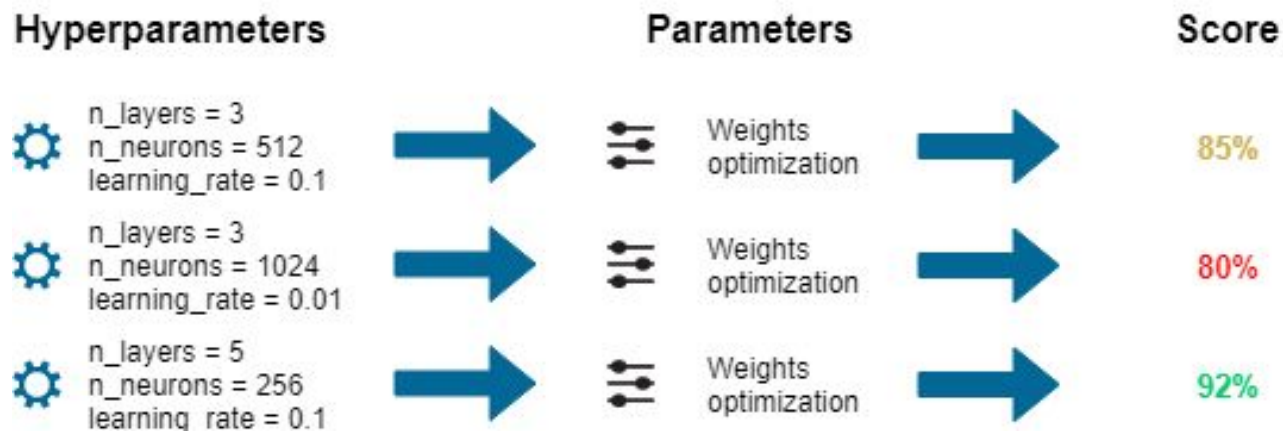 Hyperparameters Parameters Score
n_layers = 3
n_neurons = 512
learning_rate = 0.1
Weights
optimization
85%
n_layers = 3
n_neurons = 1024
learning_rate = 0.01
Weights
optimization
80%
n_layers = 5
n_neurons = 256
learning_rate = 0.1
Weights
optimization
92%